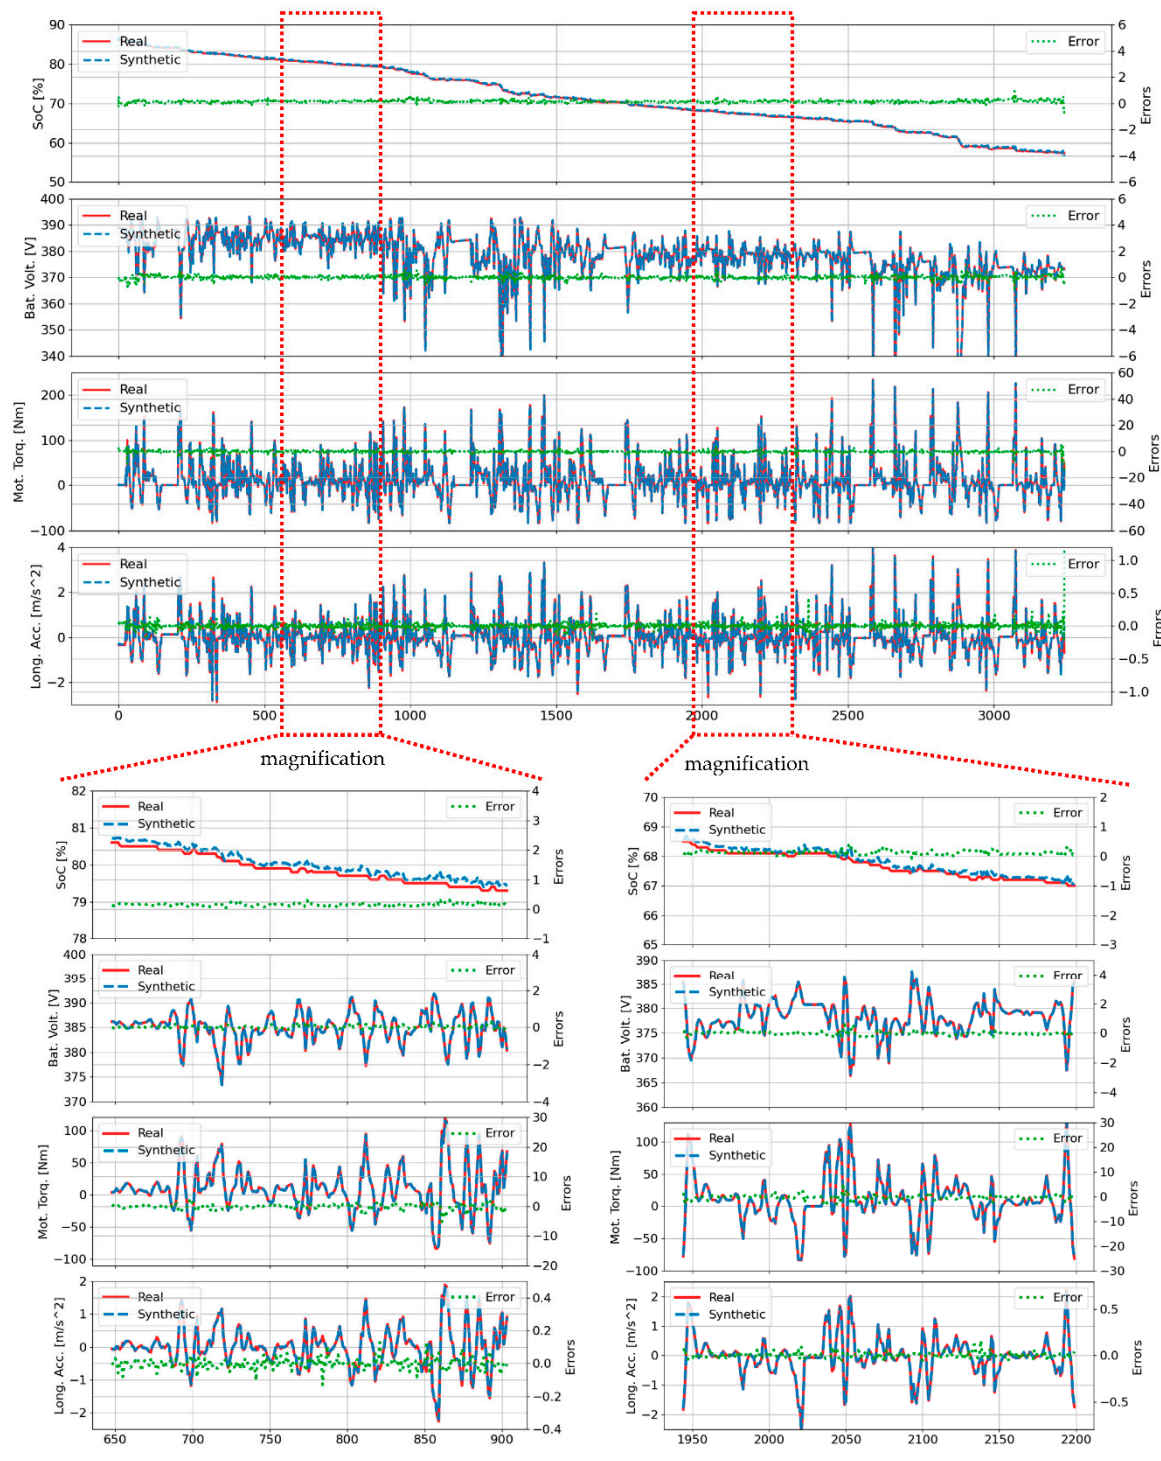 90
80
70
60
50
SoC [%]
Real
Synthetic
Error
6
4
2
0
−2
−4
−6
Errors
400
390
380
370
360
350
340
Bat. Volt. [V]
Real
Synthetic
Error
6
4
2
0
−2
−4
−6
Errors
200
100
0
−100
Mot. Torq. [Nm]
Real
Synthetic
Error
60
40
20
0
−20
−40
−60
Errors
4
2
0
−2
Long. Acc. [m/s^2]
Real
Synthetic
Error
1.0
0.5
0.0
−0.5
−1.0
Errors
0 500 1000 1500 2000 2500 3000
magnification
magnification
82
81
80
79
78
SoC [%]
Real
Synthetic
Error
4
3
2
1
0
−1
Errors
400
395
390
385
380
375
370
Bat. Volt. [V]
Real
Synthetic
Error
4
2
0
−2
−4
Errors
100
50
0
−50
−100
Mot. Torq. [Nm]
Real
Synthetic
Error
30
20
10
0
−10
−20
Errors
2
1
0
−1
−2
Long. Acc. [m/s^2]
Real
Synthetic
Error
0.4
0.2
0.0
−0.2
−0.4
Errors
650 700 750 800 850 900
70
69
68
67
66
65
SoC [%]
Real
Synthetic
Error
2
1
0
−1
−2
−3
Errors
390
385
380
375
370
365
360
Bat. Volt. [V]
Real
Synthetic
Error
4
2
0
−2
−4
Errors
100
50
0
−50
−100
Mot. Torq. [Nm]
Real
Synthetic
Error
30
20
10
0
−10
−20
−30
Errors
2
1
0
−1
−2
Long. Acc. [m/s^2]
Real
Synthetic
Error
0.5
0.0
−0.5
Errors
1950 2000 2050 2100 2150 2200